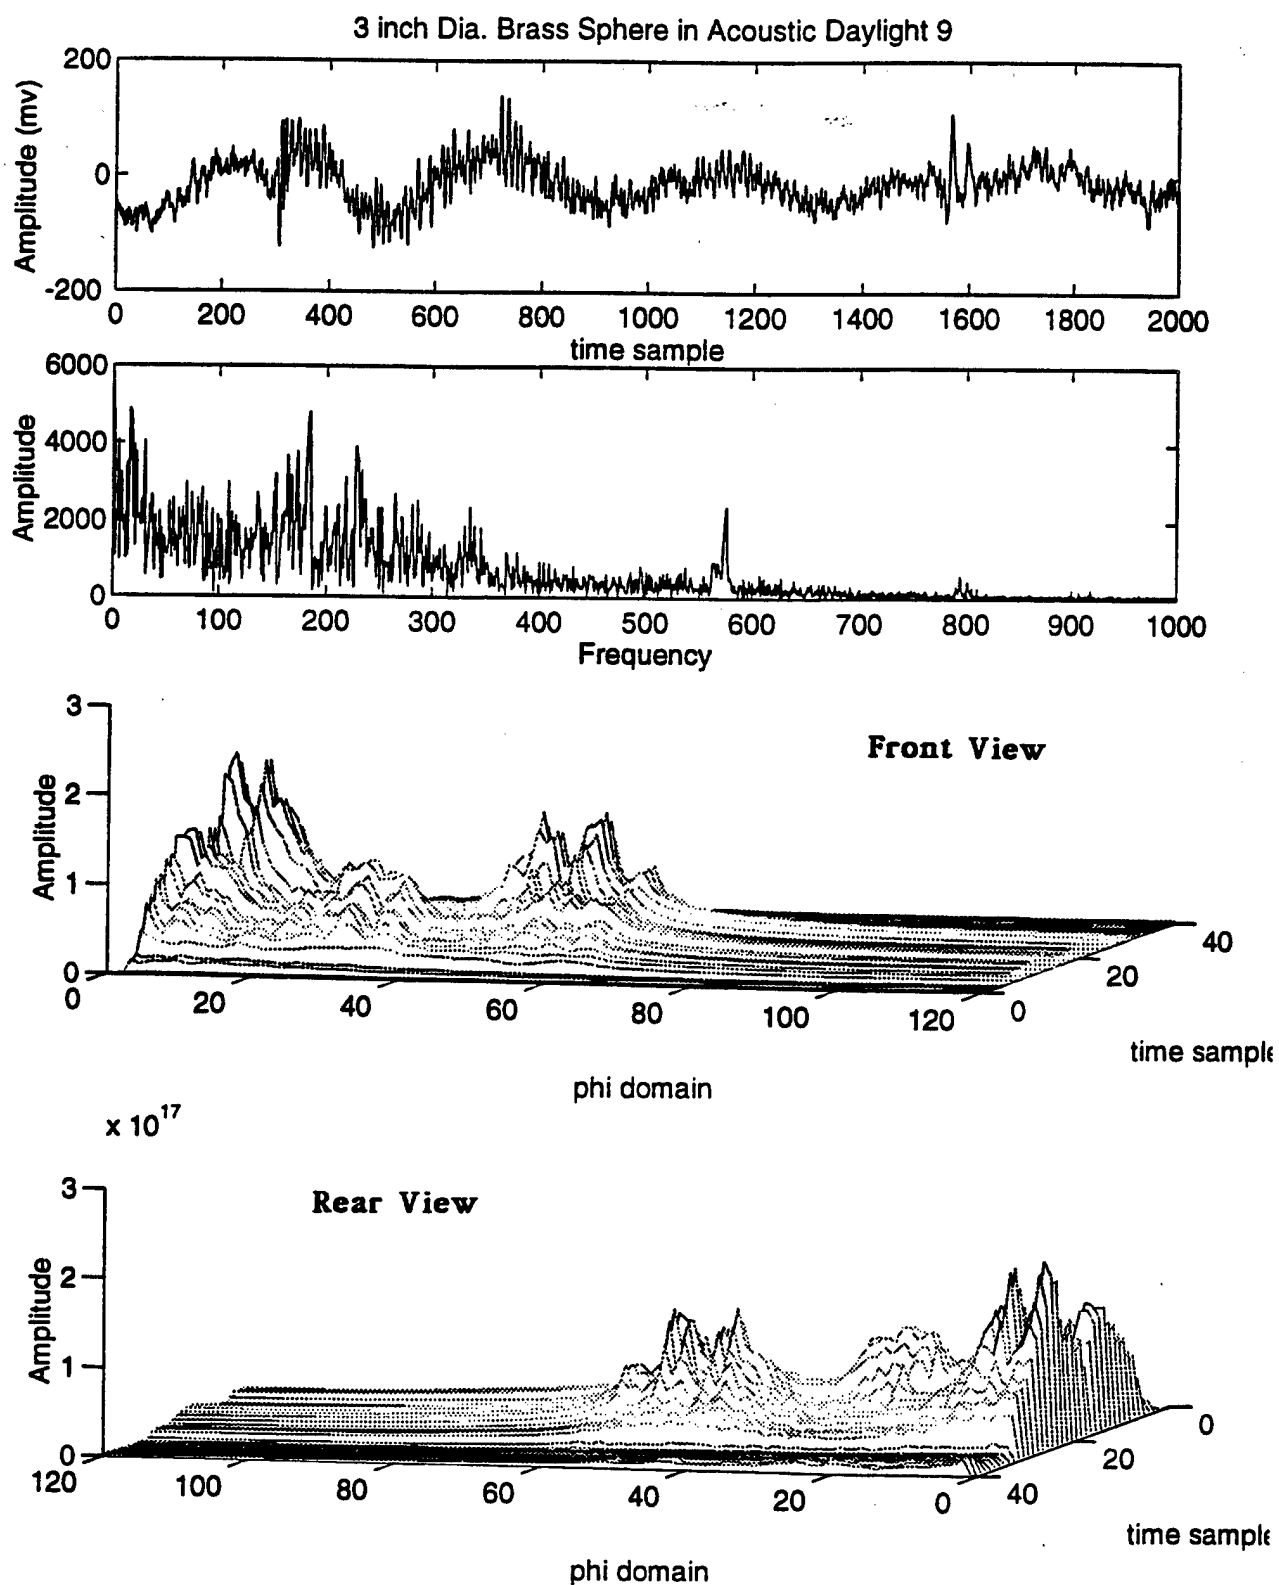 3 inch Dia. Brass Sphere in Acoustic Daylight 9
200
0
-200
Amplitude (mv)
0 200 400 600 800 1000 1200 1400 1600 1800 2000
time sample
6000
4000
2000
0
Amplitude
0 100 200 300 400 500 600 700 800 900 1000
Frequency
3
2
1
0
Amplitude
Front View
0 20 40 60 80 100 120
0 20 40
time sample
phi domain
x 10^17
3
2
1
0
Amplitude
Rear View
120 100 80 60 40 20 0
40 20 0
time sample
phi domain